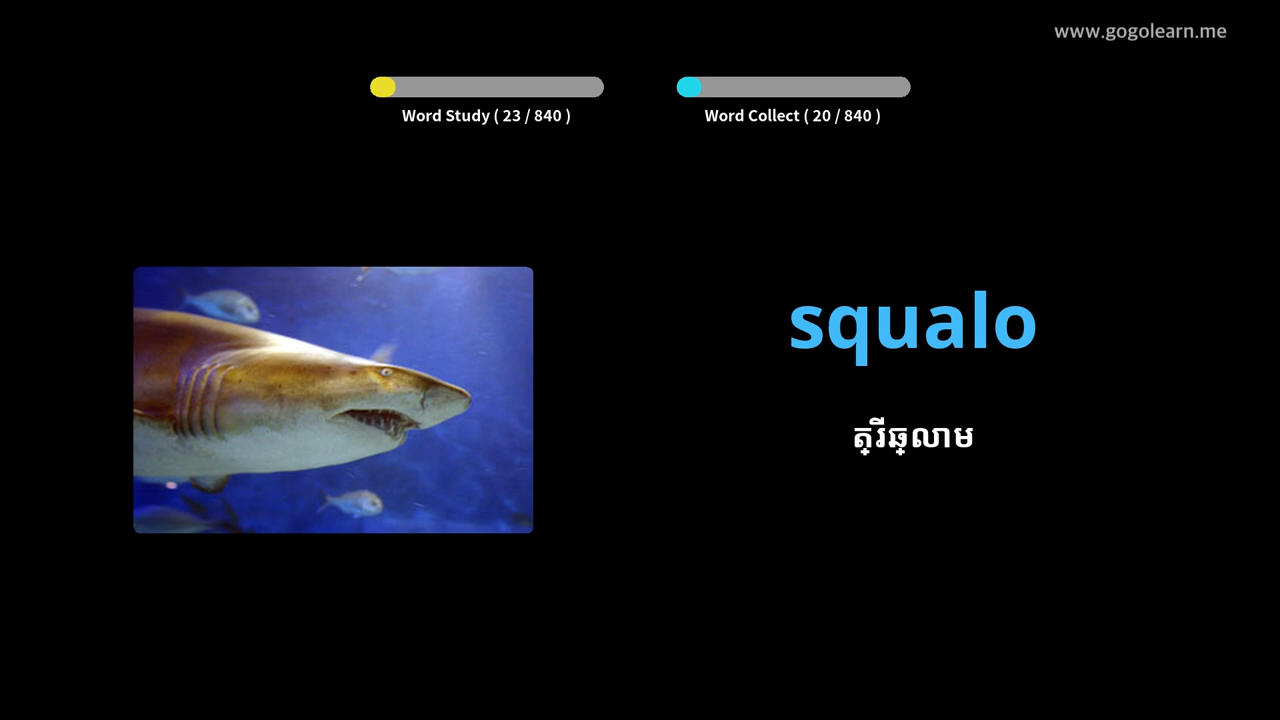 www.gogolearn.me
Word Study ( 23 / 840 )
Word Collect ( 20 / 840 )
squalo
ត្រីឆ្លាម